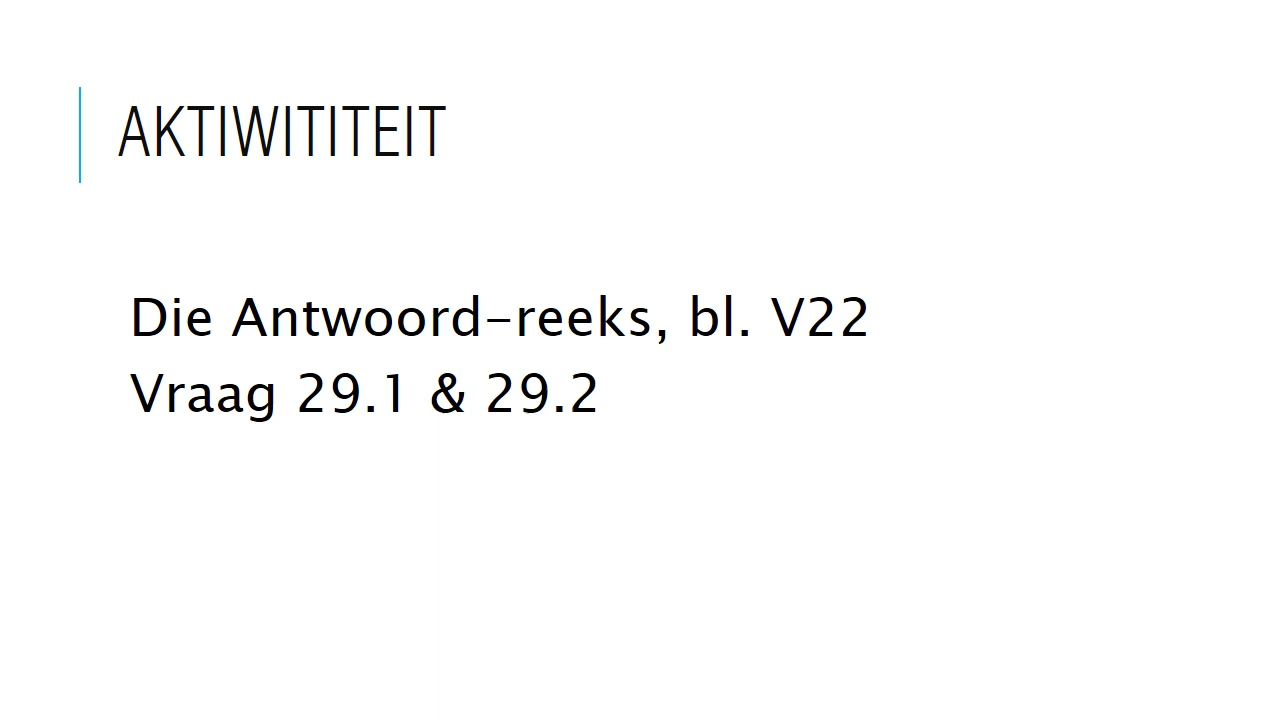 AKTIWITITEIT
Die Antwoord-reeks, bl. V22
Vraag 29.1 & 29.2